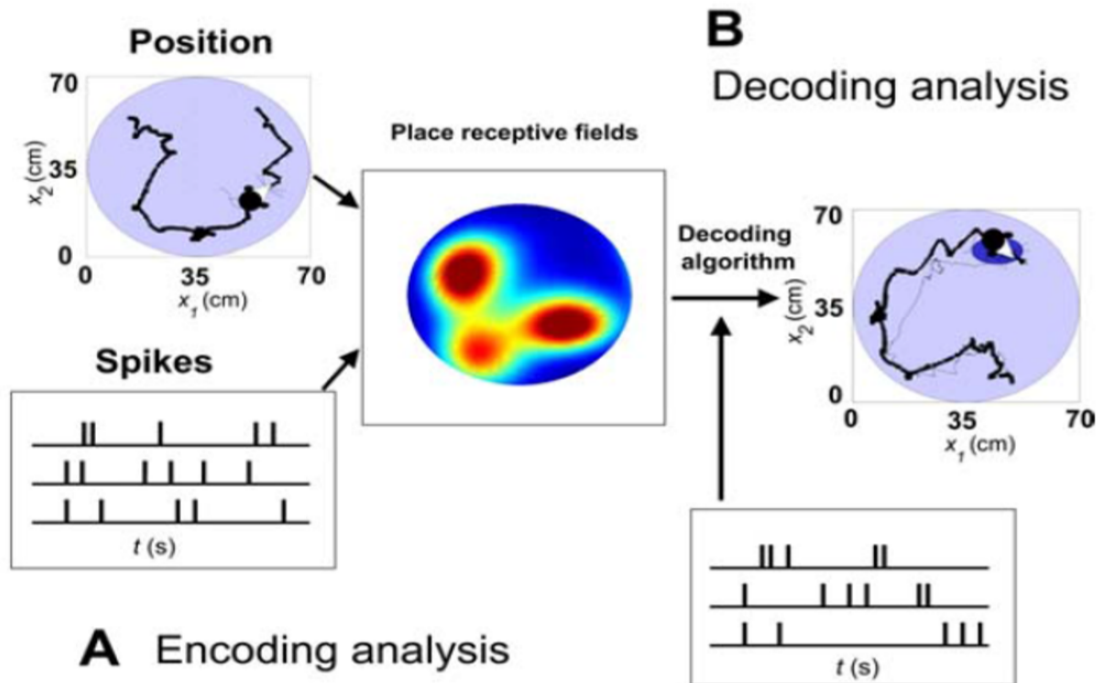 Position
70
35
0
x2 (cm)
0 35 70
x1 (cm)
Spikes
t (s)
A Encoding analysis
Place receptive fields
B
Decoding analysis
Decoding
algorithm
70
35
0
x2 (cm)
0 35 70
x1 (cm)
t (s)